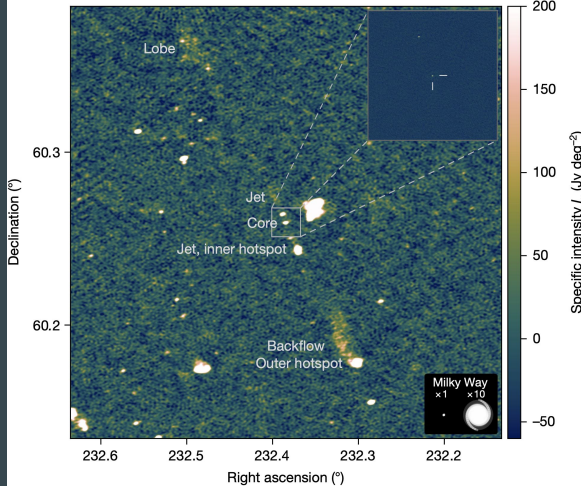 Lobe
Jet
Core
Jet, inner hotspot
Backflow
Outer hotspot
Milky Way
×1 ×10
60.3
60.2
Declination (°)
232.6 232.5 232.4 232.3 232.2
Right ascension (°)
200
150
100
50
0
−50
Specific intensity I (Jy deg⁻²)